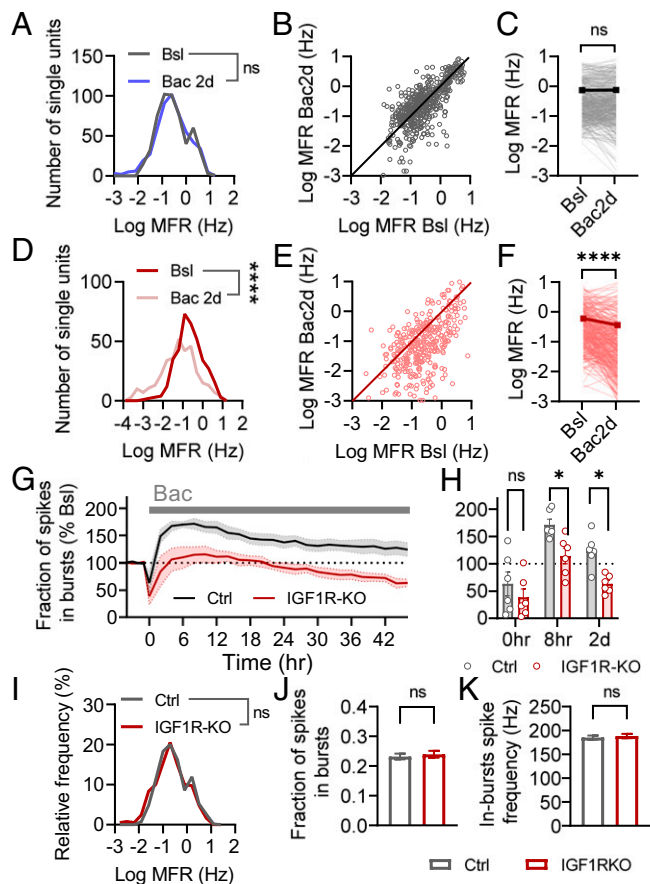 A
Number of single units
150
100
50
0
Bsl
Bac 2d
ns
-3 -2 -1 0 1 2
Log MFR (Hz)
B
Log MFR Bac2d (Hz)
1
0
-1
-2
-3
-3 -2 -1 0 1
Log MFR Bsl (Hz)
C
Log MFR (Hz)
ns
1
0
-1
-2
-3
Bsl
Bac2d
D
Number of single units
100
50
0
Bsl
Bac 2d
****
-4 -3 -2 -1 0 1 2
Log MFR (Hz)
E
Log MFR Bac2d (Hz)
1
0
-1
-2
-3
-3 -2 -1 0 1
Log MFR Bsl (Hz)
F
Log MFR (Hz)
****
1
0
-1
-2
-3
Bsl
Bac2d
G
Fraction of spikes
in bursts (% Bsl)
200
150
100
50
0
Bac
Ctrl
IGF1R-KO
0 6 12 18 24 30 36 42
Time (hr)
H
ns
*
*
200
150
100
50
0
0hr
8hr
2d
Ctrl
IGF1R-KO
I
Relative frequency (%)
30
20
10
0
Ctrl
IGF1R-KO
ns
-3 -2 -1 0 1 2
Log MFR (Hz)
J
Fraction of spikes
in bursts
ns
0.4
0.3
0.2
0.1
0.0
K
In-bursts spike
frequency (Hz)
ns
250
200
150
100
50
0
Ctrl
IGF1RKO